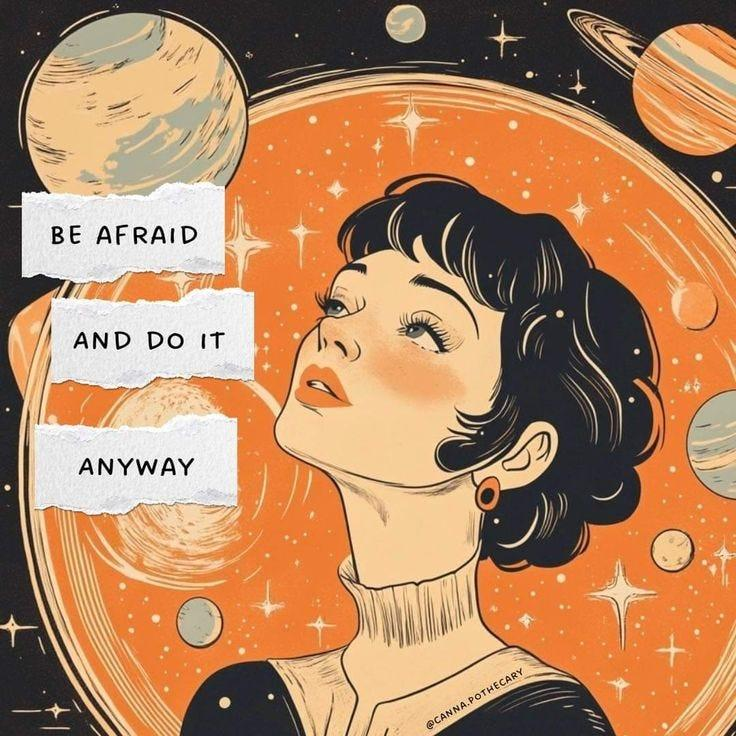 BE AFRAID
AND DO IT
ANYWAY
@CANNA.POTHECARY